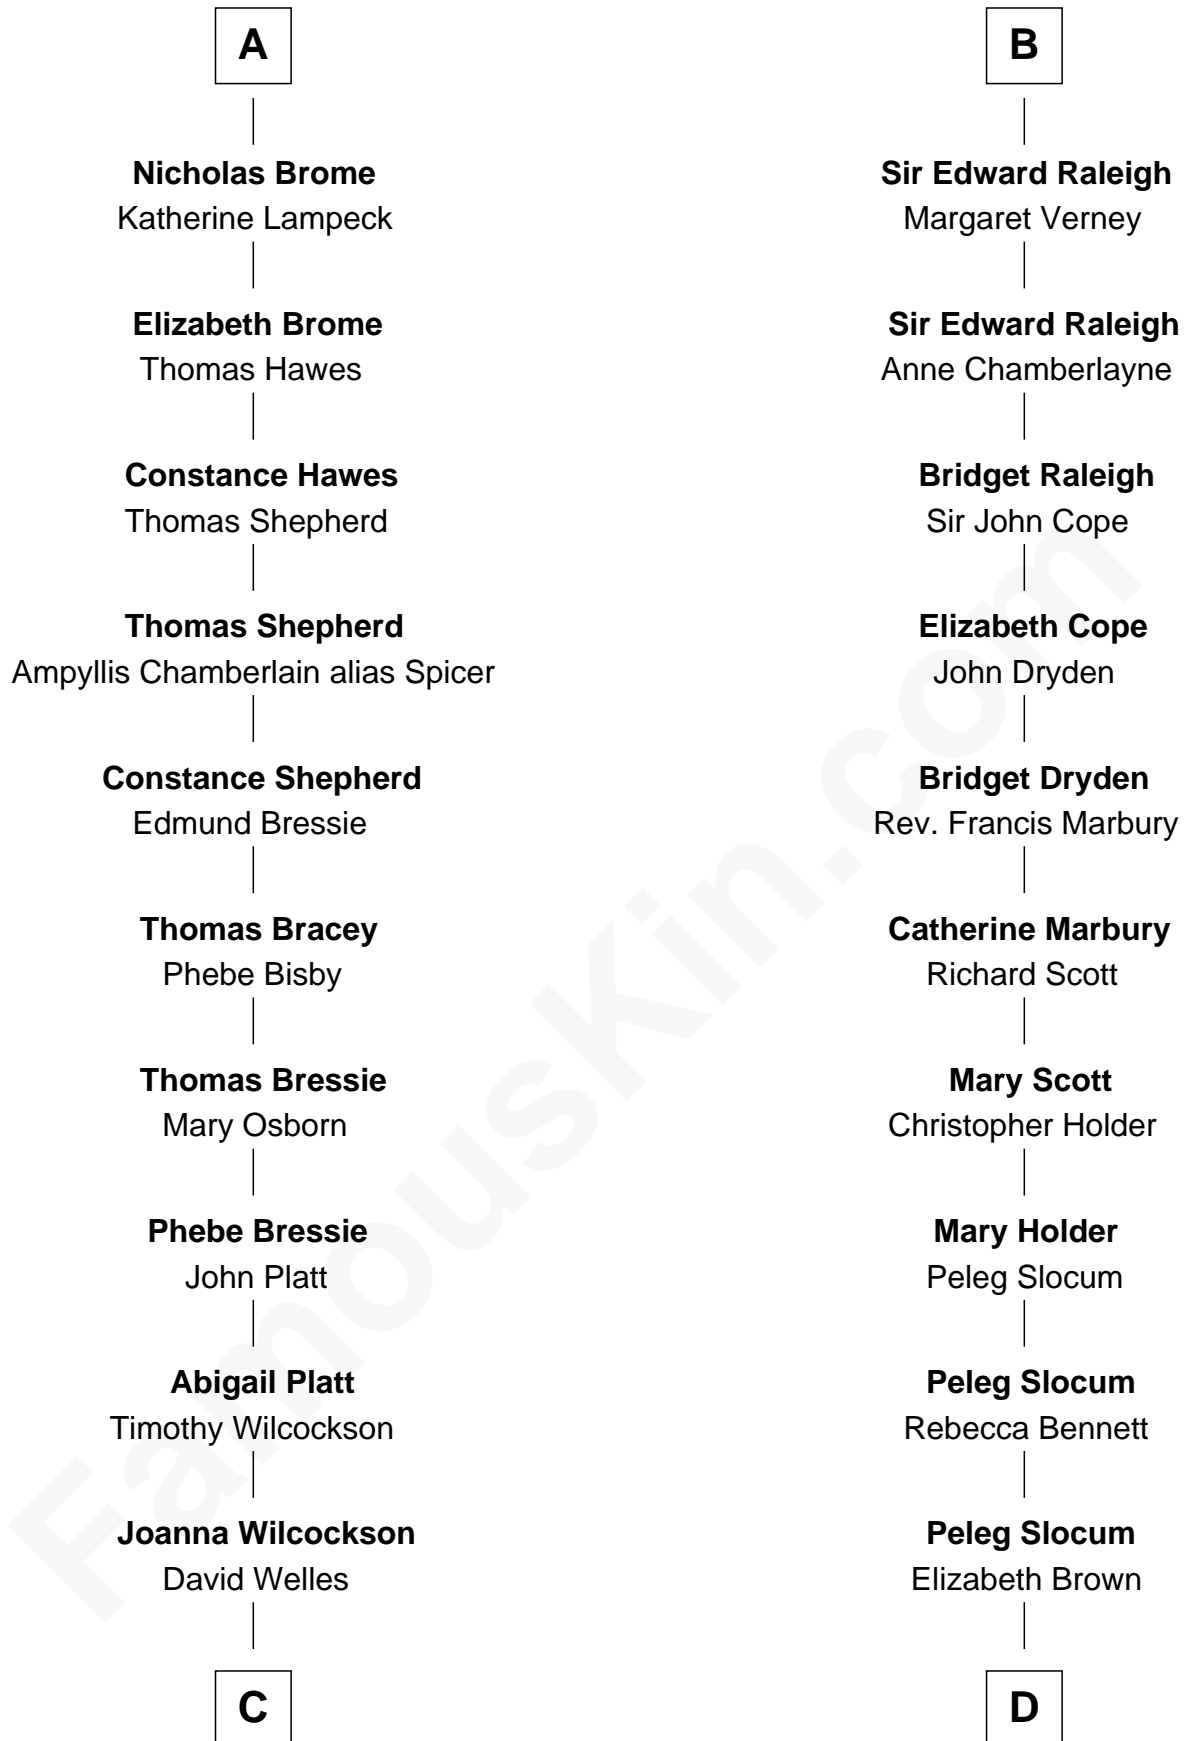 A
Nicholas Brome
Katherine Lampeck
Elizabeth Brome
Thomas Hawes
Constance Hawes
Thomas Shepherd
Thomas Shepherd
Ampyllis Chamberlain alias Spicer
Constance Shepherd
Edmund Bressie
Thomas Bracey
Phebe Bisby
Thomas Bressie
Mary Osborn
Phebe Bressie
John Platt
Abigail Platt
Timothy Wilcockson
Joanna Wilcockson
David Welles
C
B
Sir Edward Raleigh
Margaret Verney
Sir Edward Raleigh
Anne Chamberlayne
Bridget Raleigh
Sir John Cope
Elizabeth Cope
John Dryden
Bridget Dryden
Rev. Francis Marbury
Catherine Marbury
Richard Scott
Mary Scott
Christopher Holder
Mary Holder
Peleg Slocum
Peleg Slocum
Rebecca Bennett
Peleg Slocum
Elizabeth Brown
D
FamousKin.com